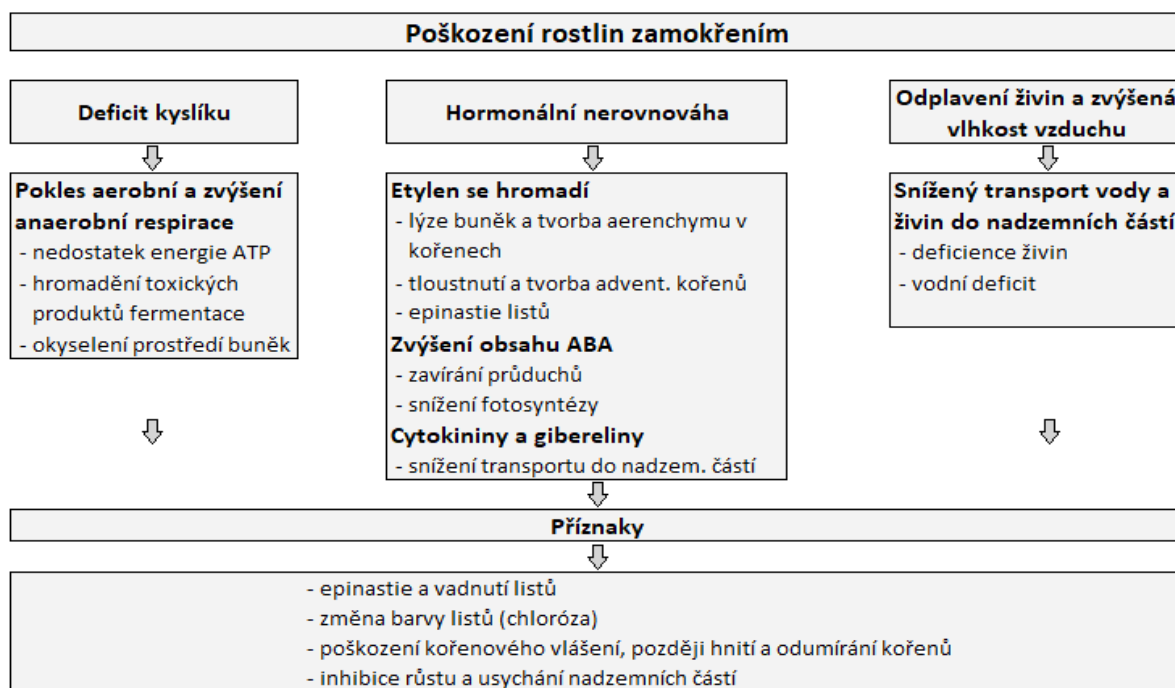 Poškození rostlin zamokřením
Deficit kyslíku
Pokles aerobní a zvýšení
anaerobní respirace
- nedostatek energie ATP
- hromadění toxických
produktů fermentace
- okyselení prostředí buněk
Hormonální nerovnováha
Etylen se hromadí
- lýze buněk a tvorba aerenchymu v
kořenech
- tloustnutí a tvorba advent. kořenů
- epinastie listů
Zvýšení obsahu ABA
- zavírání průduchů
- snížení fotosyntézy
Cytokininy a gibereliny
- snížení transportu do nadzem. částí
Odplavení živin a zvýšená
vlhkost vzduchu
Snížený transport vody a
živin do nadzemních částí
- deficience živin
- vodní deficit
Příznaky
- epinastie a vadnutí listů
- změna barvy listů (chloróza)
- poškození kořenového vlášení, později hnití a odumírání kořenů
- inhibice růstu a usychání nadzemních částí